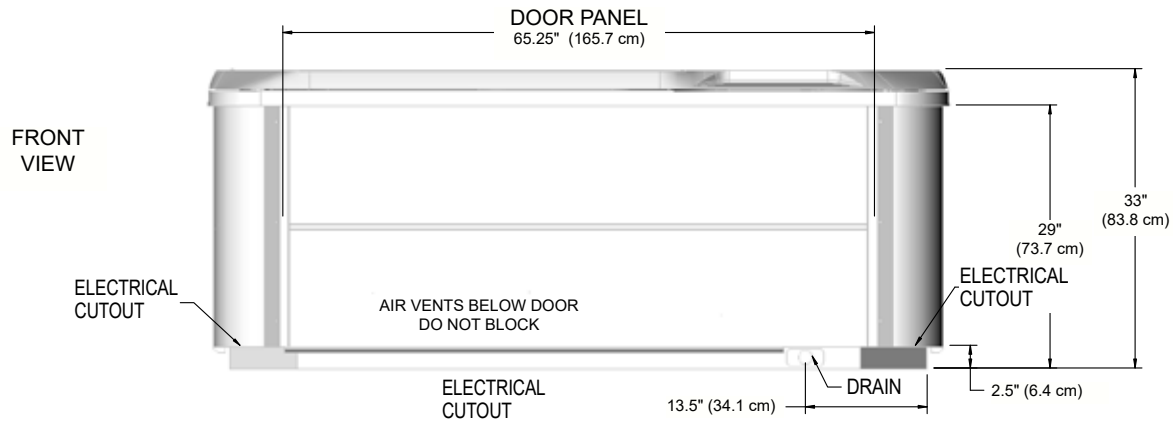 DOOR PANEL
65.25" (165.7 cm)
FRONT
VIEW
33"
(83.8 cm)
29"
(73.7 cm)
ELECTRICAL
CUTOUT
ELECTRICAL
CUTOUT
AIR VENTS BELOW DOOR
DO NOT BLOCK
ELECTRICAL
CUTOUT
DRAIN
13.5" (34.1 cm)
2.5" (6.4 cm)